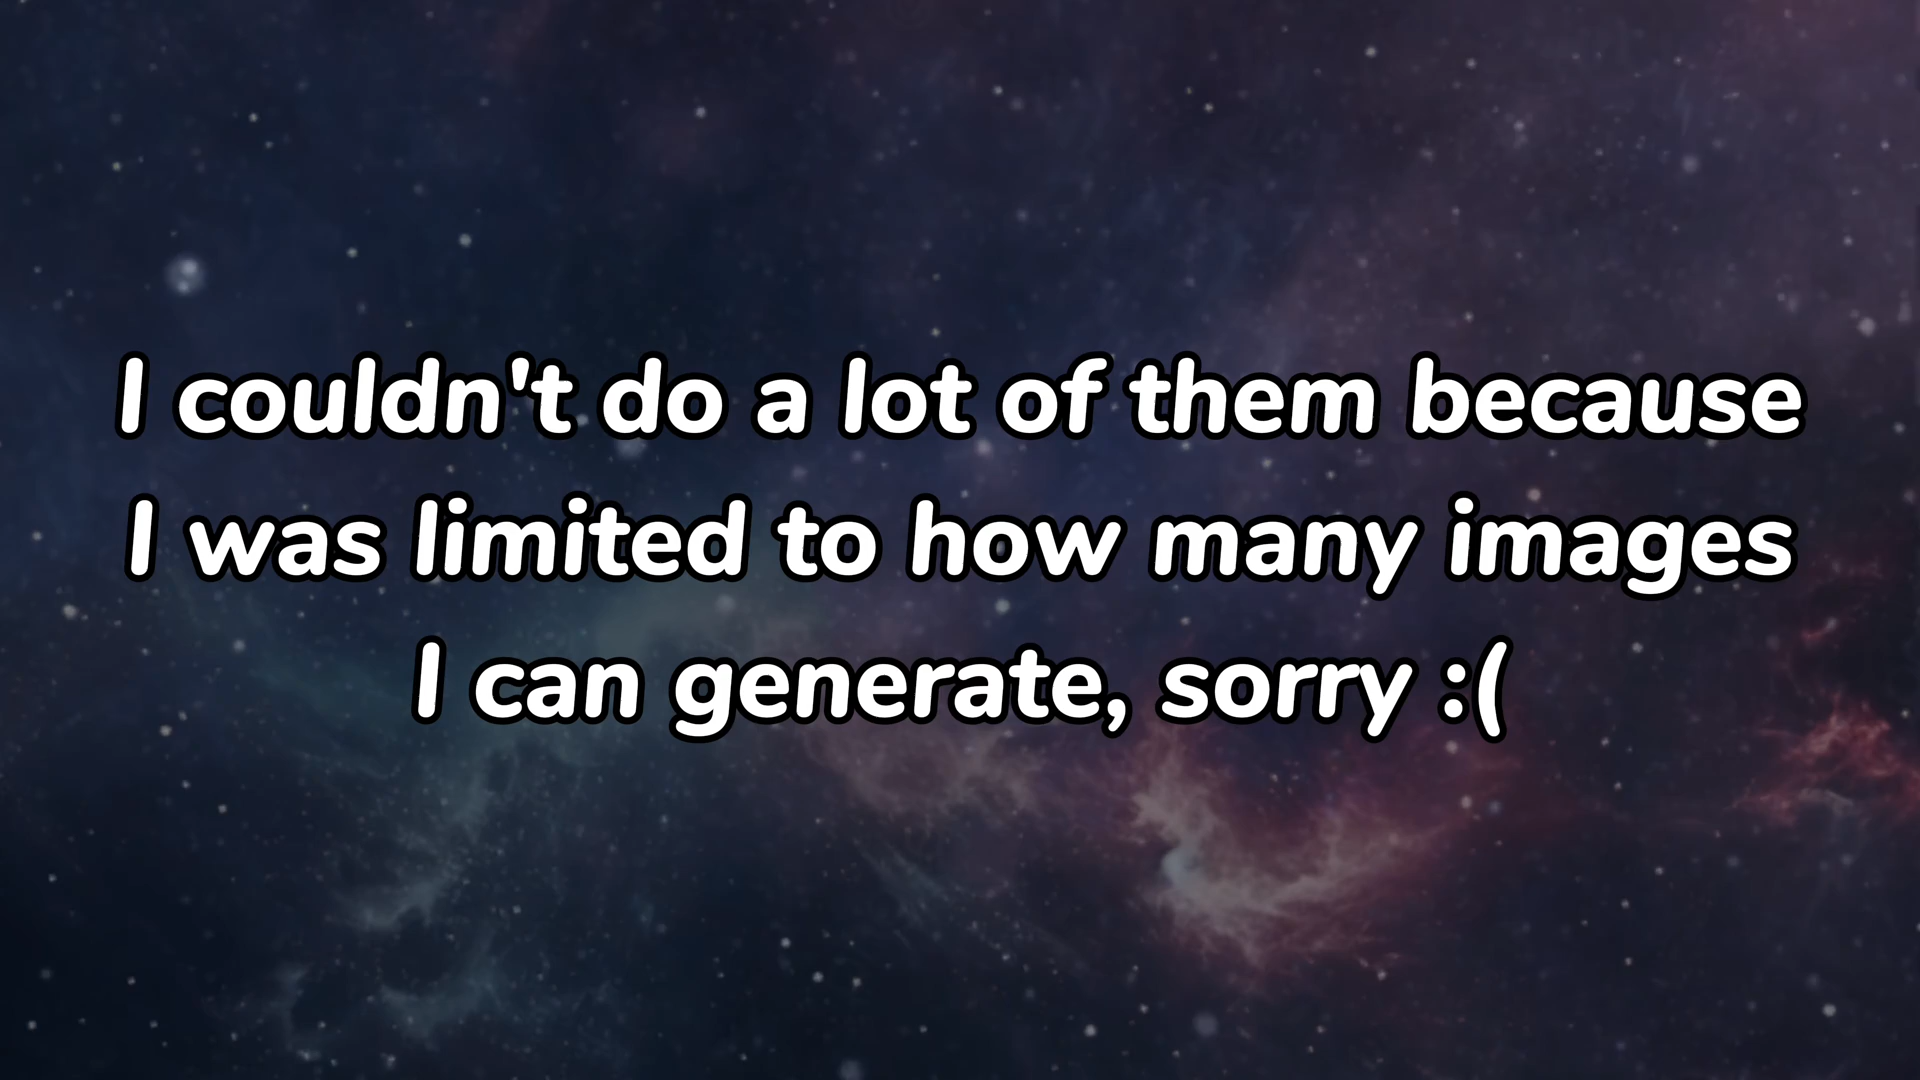 I couldn't do a lot of them because
I was limited to how many images
I can generate, sorry :(